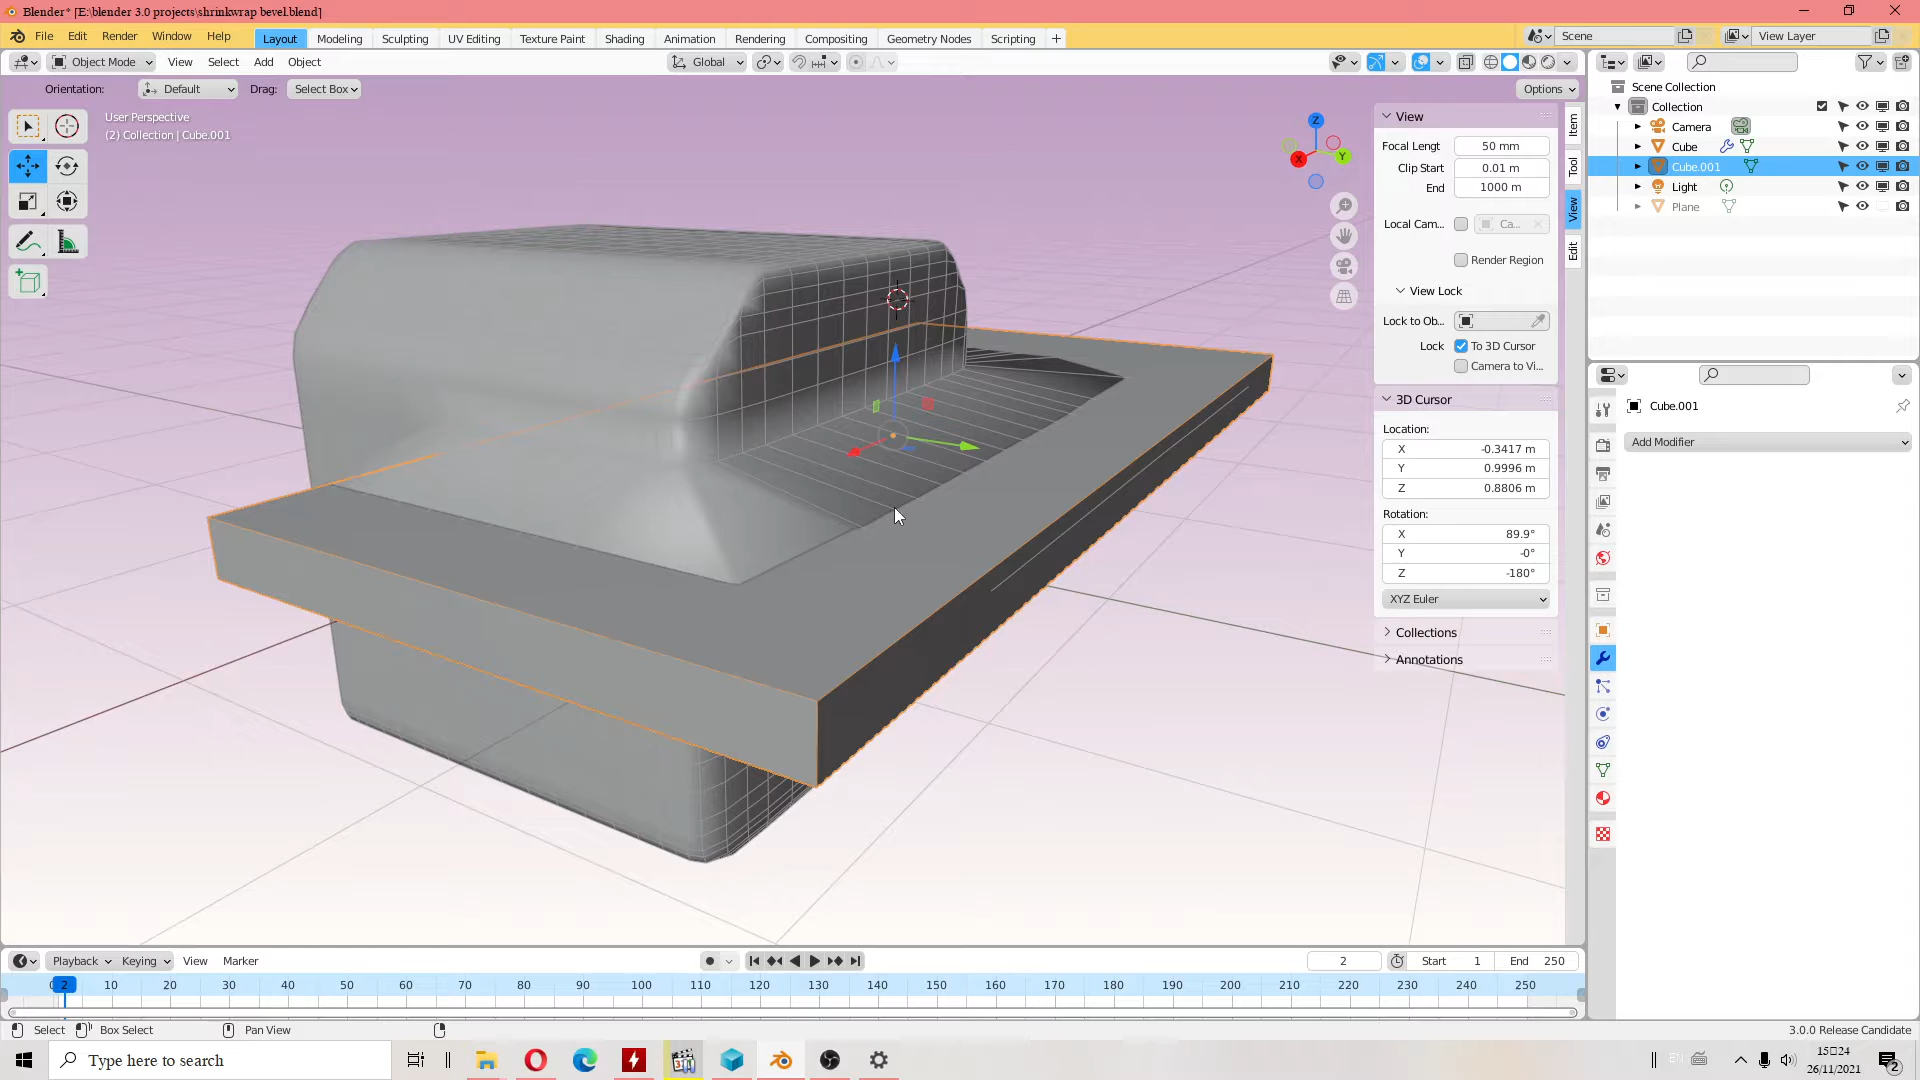 Blender* [E:\blender 3.0 projects\shrinkwrap bevel.blend]
File Edit Render Window Help Layout Modeling Sculpting UV Editing Texture Paint Shading Animation Rendering Compositing Geometry Nodes Scripting Scene View Layer
Object Mode View Select Add Object Global
Orientation: Default Drag: Select Box Options
User Perspective
(2) Collection | Cube.001
Z
X
Y
View
Focal Lengt 50 mm
Clip Start 0.01 m
End 1000 m
Local Cam... Ca...
Render Region
View Lock
Lock to Ob...
Lock To 3D Cursor
Camera to Vi...
3D Cursor
Location:
X -0.3417 m
Y 0.9996 m
Z 0.8806 m
Rotation:
X 89.9°
Y -0°
Z -180°
XYZ Euler
Collections
Annotations
Item
Tool
View
Edit
Scene Collection
Collection
Camera
Cube
Cube.001
Light
Plane
Cube.001
Add Modifier
Playback Keying View Marker 2 Start 1 End 250
0 2 10 20 30 40 50 60 70 80 90 100 110 120 130 140 150 160 170 180 190 200 210 220 230 240 250
Select Box Select Pan View 3.0.0 Release Candidate
Type here to search
EN
15:24
26/11/2021
2